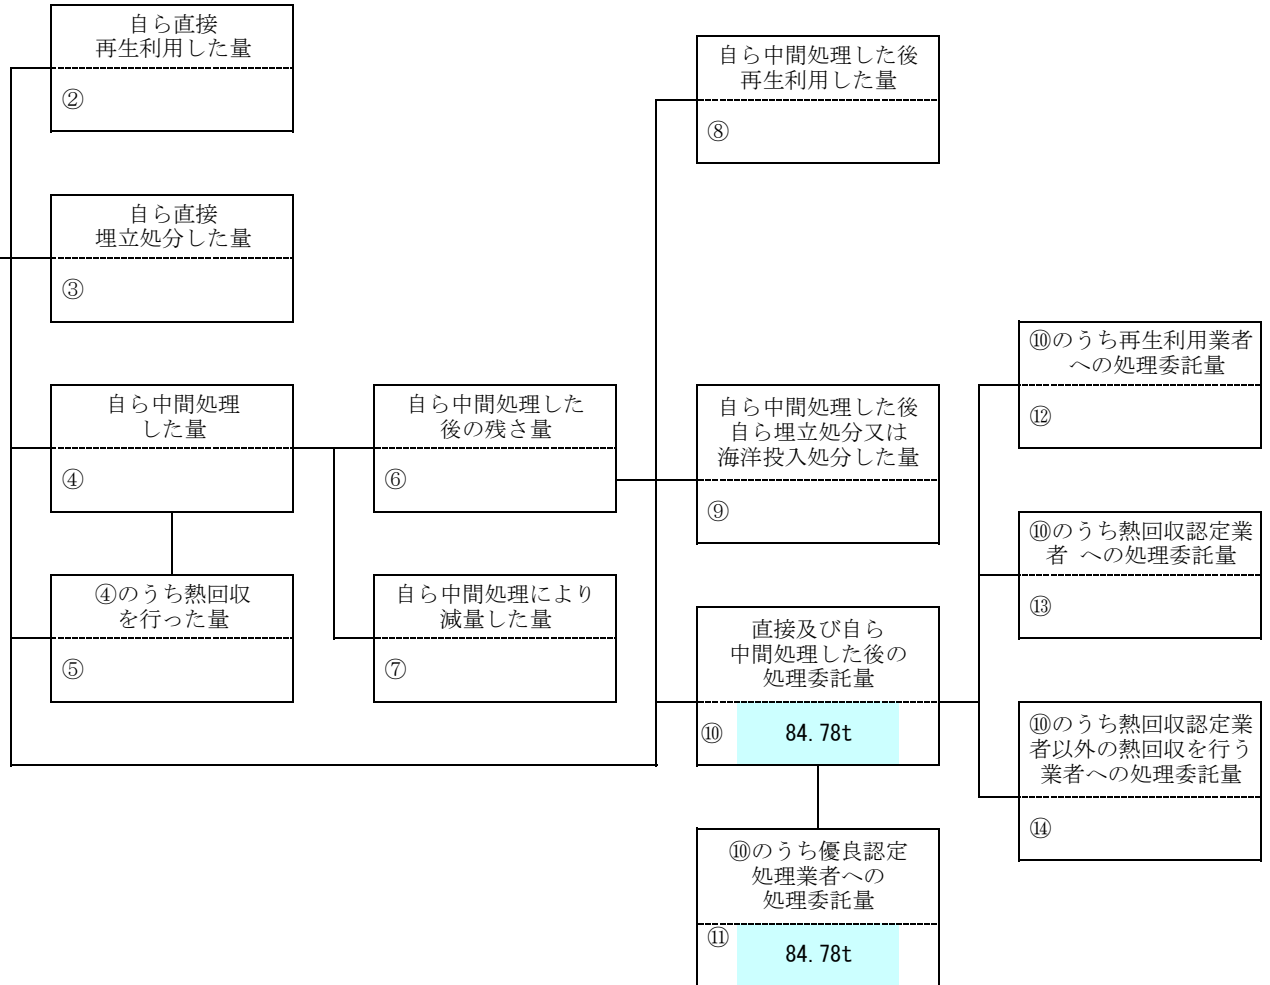 自ら直接
再生利用した量
②
自ら直接
埋立処分した量
③
自ら中間処理
した量
④
④のうち熱回収
を行った量
⑤
自ら中間処理した
後の残さ量
⑥
自ら中間処理により
減量した量
⑦
自ら中間処理した後
再生利用した量
⑧
自ら中間処理した後
自ら埋立処分又は
海洋投入処分した量
⑨
直接及び自ら
中間処理した後の
処理委託量
⑩ 84.78t
⑩のうち優良認定
処理業者への
処理委託量
⑪ 84.78t
⑩のうち再生利用業者
への処理委託量
⑫
⑩のうち熱回収認定業
者 への処理委託量
⑬
⑩のうち熱回収認定業
者以外の熱回収を行う
業者への処理委託量
⑭